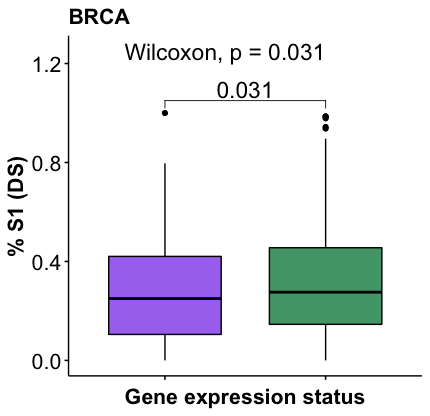 BRCA
Wilcoxon, p = 0.031
0.031
1.2
0.8
0.4
0.0
% S1 (DS)
Gene expression status